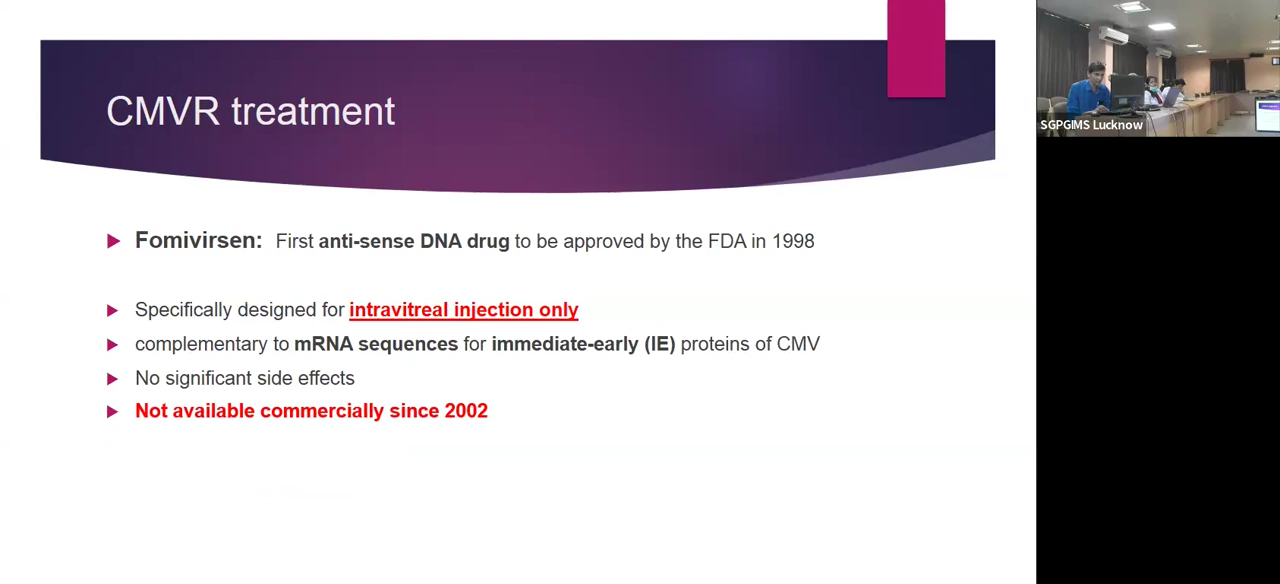 CMVR treatment
Fomivirsen: First anti-sense DNA drug to be approved by the FDA in 1998
Specifically designed for intravitreal injection only
complementary to mRNA sequences for immediate-early (IE) proteins of CMV
No significant side effects
Not available commercially since 2002
SGPGIMS Lucknow